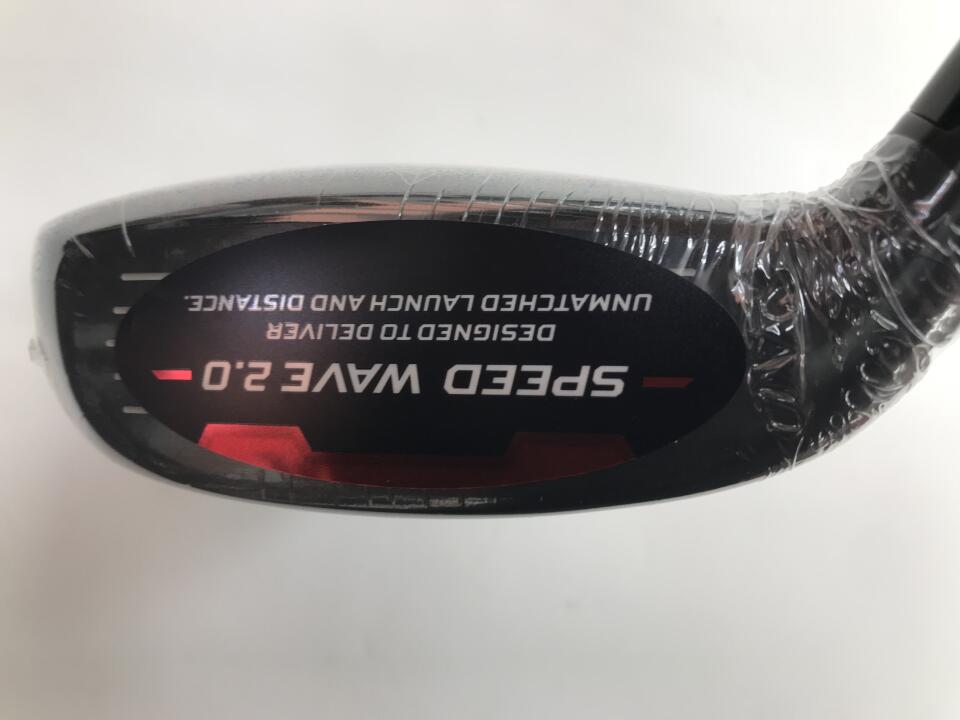 SPEED WAVE 2.0
DESIGNED TO DELIVER
UNMATCHED LAUNCH AND DISTANCE.